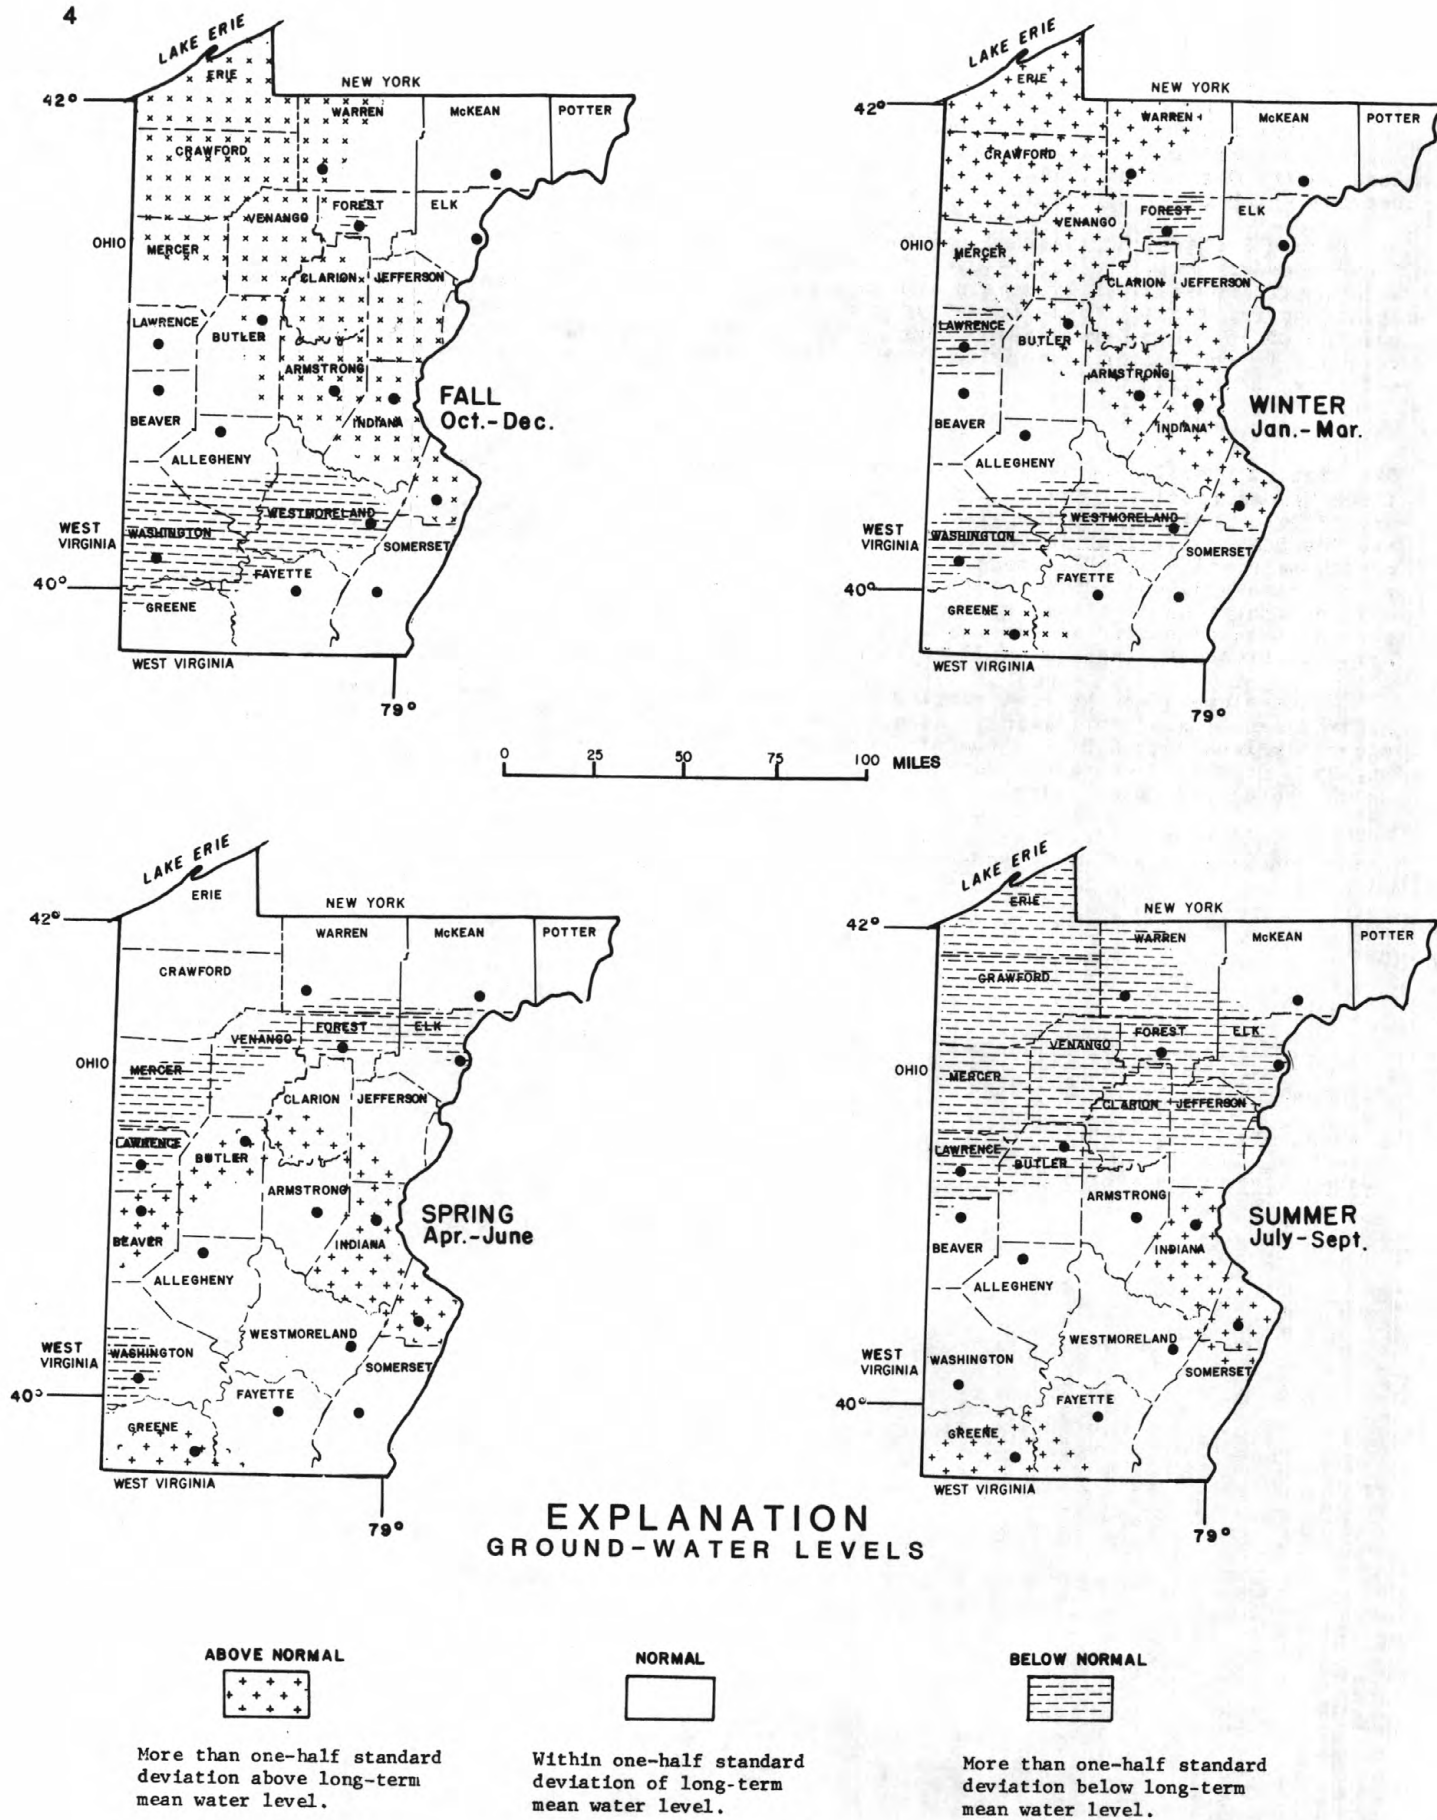 4
LAKE ERIE
ERIE
NEW YORK
42°
WARREN
McKEAN
POTTER
CRAWFORD
VENANGO
FOREST
ELK
OHIO
MERCER
CLARION
JEFFERSON
LAWRENCE
BUTLER
ARMSTRONG
FALL
Oct.-Dec.
BEAVER
INDIANA
ALLEGHENY
WESTMORELAND
WEST
VIRGINIA
WASHINGTON
SOMERSET
FAYETTE
40°
GREENE
WEST VIRGINIA
79°
LAKE ERIE
ERIE
NEW YORK
42°
WARREN
McKEAN
POTTER
CRAWFORD
FOREST
ELK
VENANGO
OHIO
MERCER
CLARION
JEFFERSON
LAWRENCE
BUTLER
ARMSTRONG
WINTER
Jan.-Mar.
BEAVER
INDIANA
ALLEGHENY
WESTMORELAND
WEST
VIRGINIA
WASHINGTON
SOMERSET
FAYETTE
40°
GREENE
WEST VIRGINIA
79°
0 25 50 75 100 MILES
LAKE ERIE
ERIE
NEW YORK
42°
WARREN
McKEAN
POTTER
CRAWFORD
FOREST
ELK
VENANGO
OHIO
MERCER
CLARION
JEFFERSON
LAWRENCE
BUTLER
ARMSTRONG
SPRING
Apr.-June
BEAVER
INDIANA
ALLEGHENY
WESTMORELAND
WEST
VIRGINIA
WASHINGTON
SOMERSET
FAYETTE
40°
GREENE
WEST VIRGINIA
79°
LAKE ERIE
ERIE
NEW YORK
42°
WARREN
McKEAN
POTTER
CRAWFORD
FOREST
ELK
VENANGO
OHIO
MERCER
CLARION
JEFFERSON
LAWRENCE
BUTLER
ARMSTRONG
SUMMER
July-Sept.
BEAVER
INDIANA
ALLEGHENY
WESTMORELAND
WEST
VIRGINIA
WASHINGTON
SOMERSET
FAYETTE
40°
GREENE
WEST VIRGINIA
79°
EXPLANATION
GROUND-WATER LEVELS
ABOVE NORMAL
More than one-half standard
deviation above long-term
mean water level.
NORMAL
Within one-half standard
deviation of long-term
mean water level.
BELOW NORMAL
More than one-half standard
deviation below long-term
mean water level.